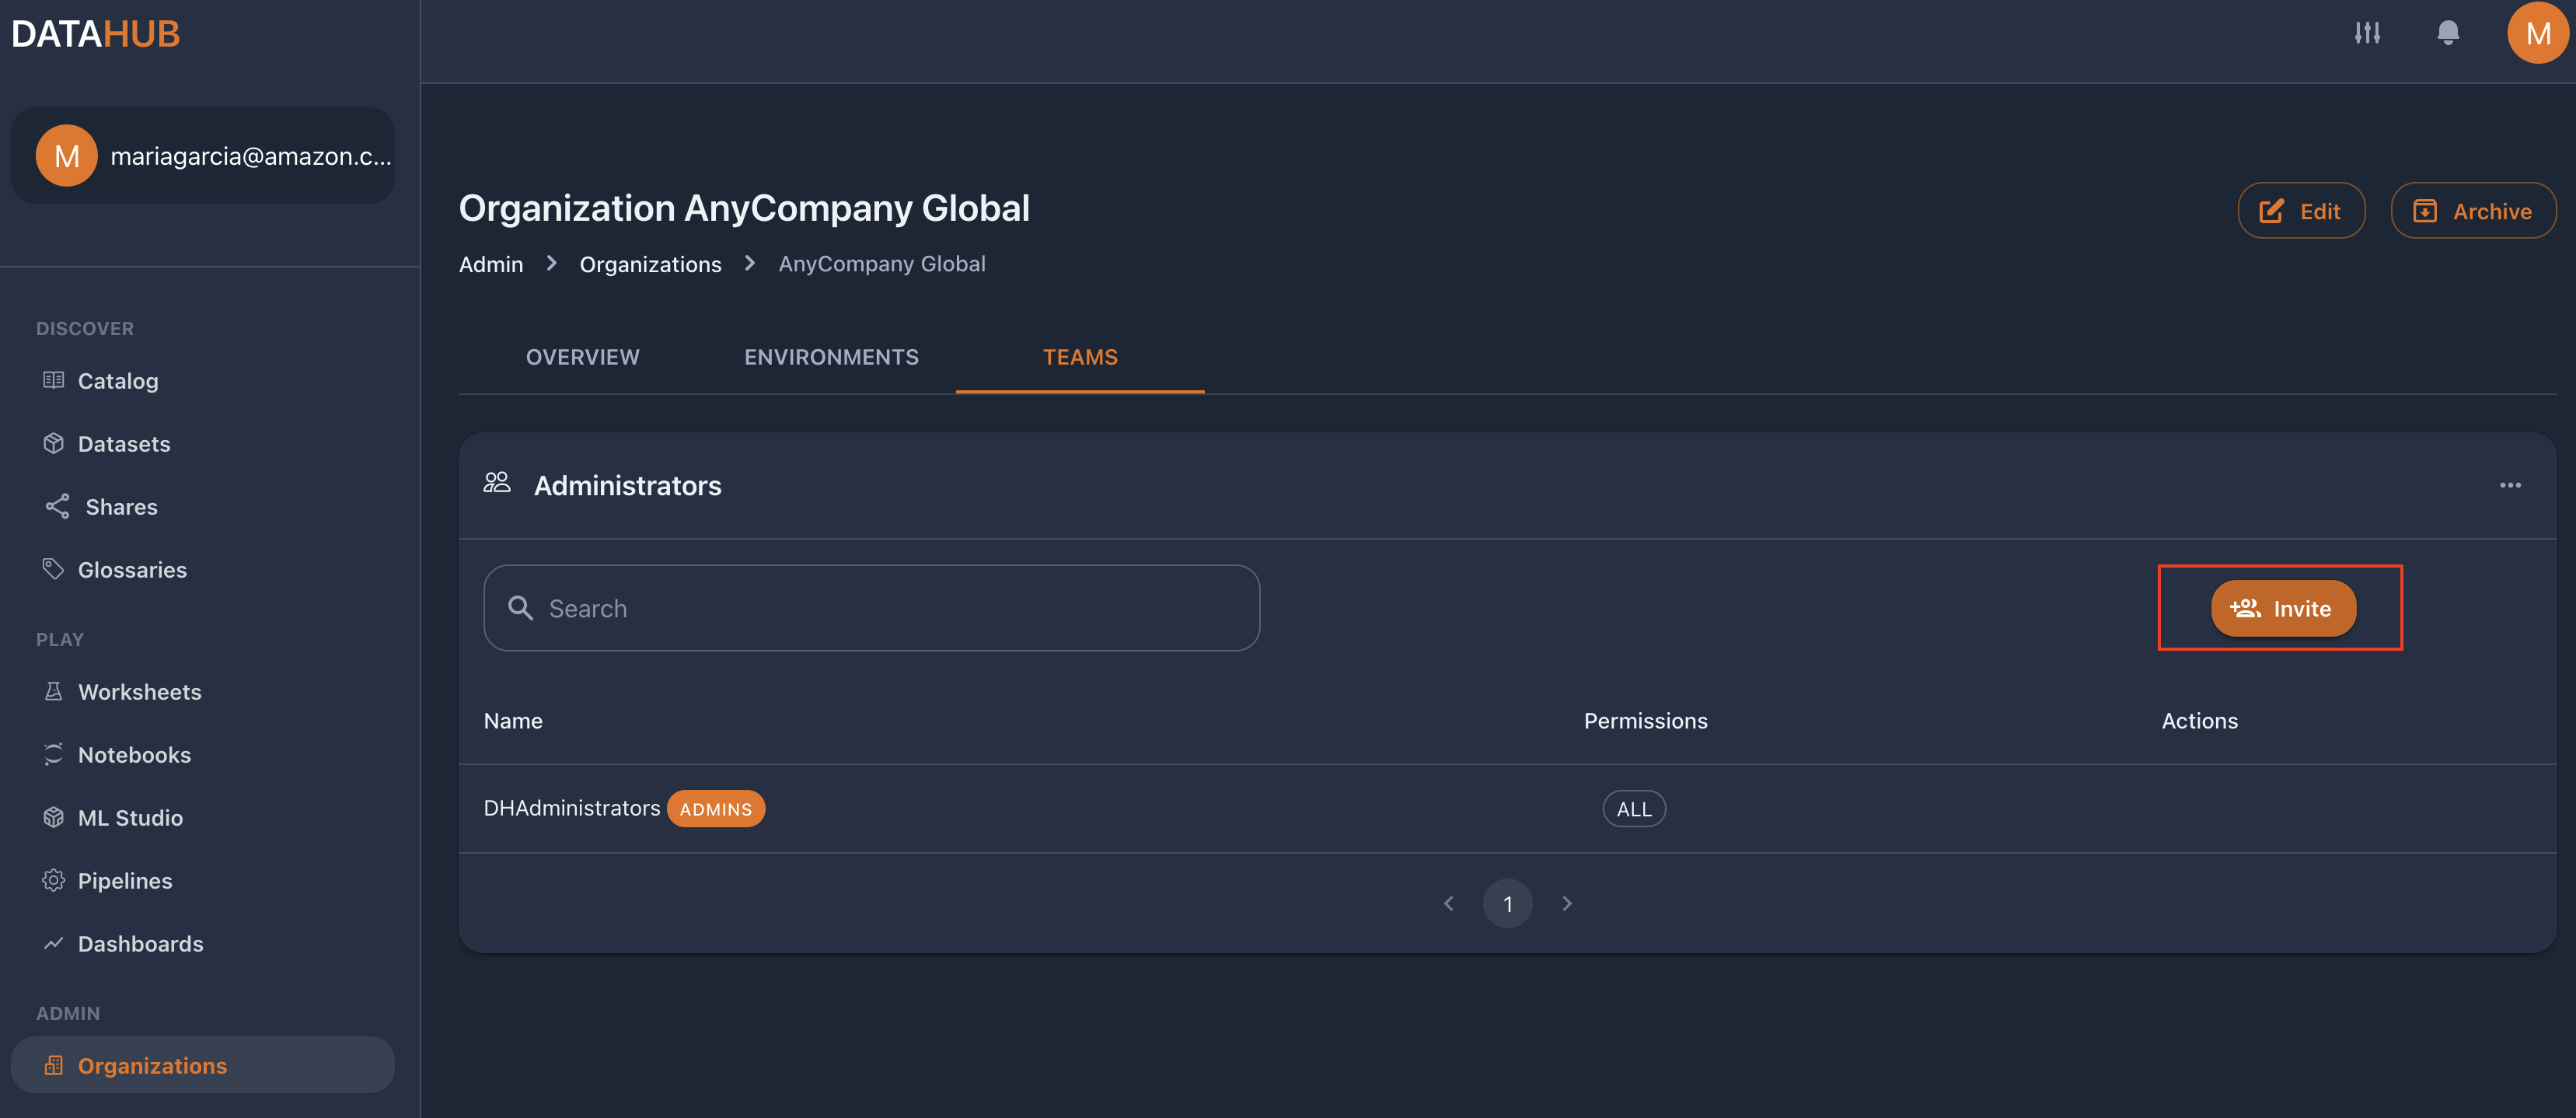 DATAHUB
M
M
mariagarcia@amazon.c...
DISCOVER
Catalog
Datasets
Shares
Glossaries
PLAY
Worksheets
Notebooks
ML Studio
Pipelines
Dashboards
ADMIN
Organizations
Organization AnyCompany Global
Edit
Archive
Admin > Organizations > AnyCompany Global
OVERVIEW ENVIRONMENTS TEAMS
Administrators
Search
Invite
Name Permissions Actions
DHAdministrators ADMINS ALL
1